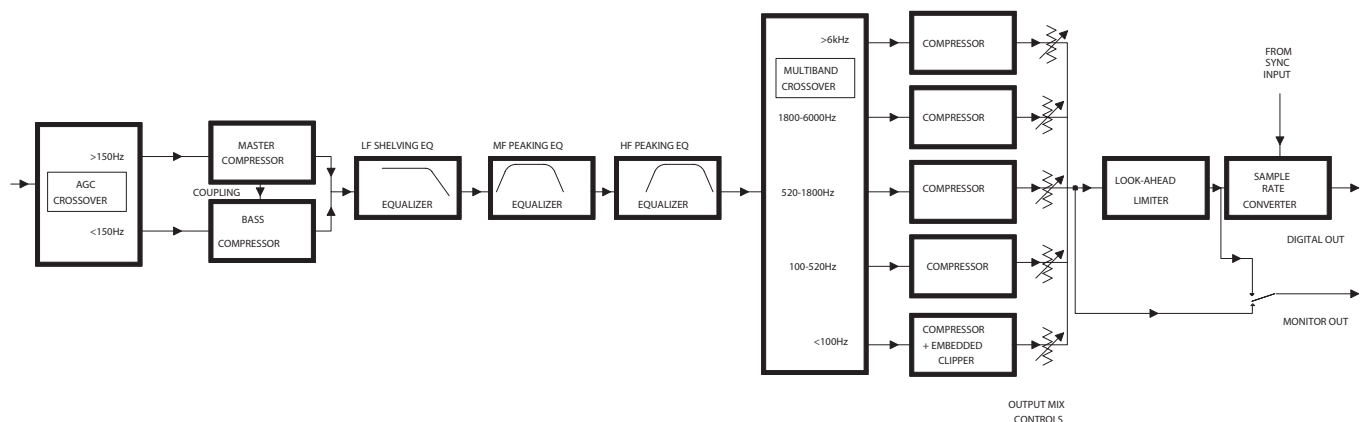 >150Hz
AGC
CROSSOVER
<150Hz
MASTER
COMPRESSOR
COUPLING
BASS
COMPRESSOR
LF SHELVING EQ
EQUALIZER
MF PEAKING EQ
EQUALIZER
HF PEAKING EQ
EQUALIZER
>6kHz
MULTIBAND
CROSSOVER
1800-6000Hz
520-1800Hz
100-520Hz
<100Hz
COMPRESSOR
COMPRESSOR
COMPRESSOR
COMPRESSOR
COMPRESSOR
+ EMBEDDED
CLIPPER
OUTPUT MIX
CONTROLS
LOOK-AHEAD
LIMITER
FROM
SYNC
INPUT
SAMPLE
RATE
CONVERTER
DIGITAL OUT
MONITOR OUT